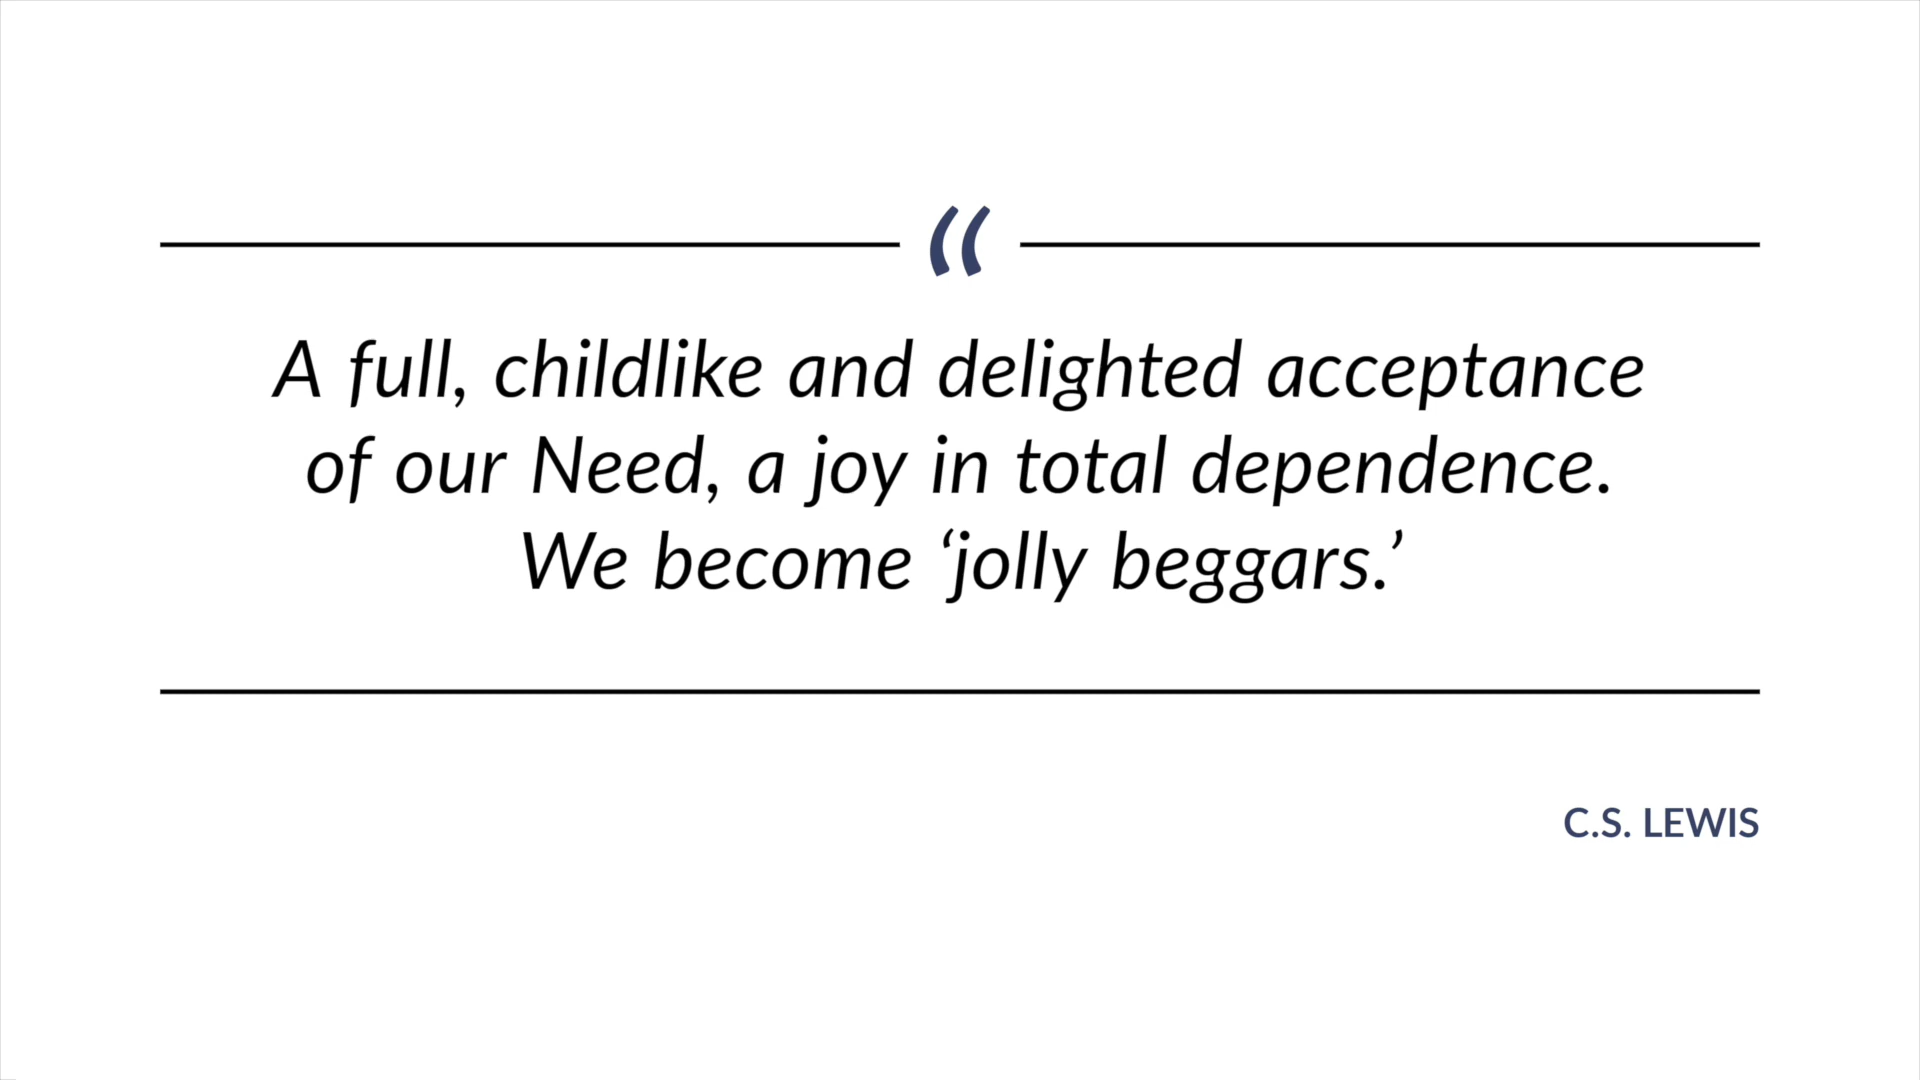 “
A full, childlike and delighted acceptance
of our Need, a joy in total dependence.
We become ‘jolly beggars.’
C.S. LEWIS